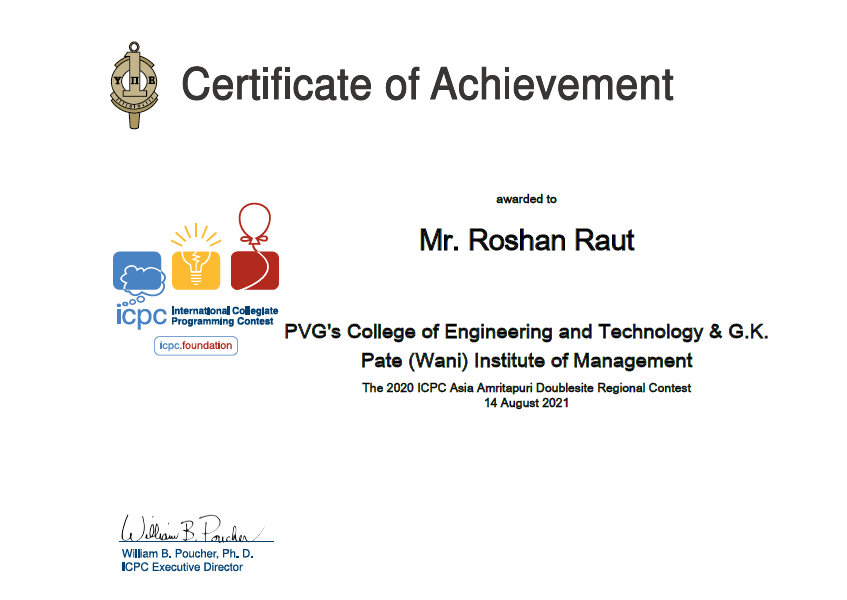 Certificate of Achievement
ΥΠΕ
awarded to
Mr. Roshan Raut
icpc International Collegiate
Programming Contest
icpc.foundation
PVG's College of Engineering and Technology & G.K.
Pate (Wani) Institute of Management
The 2020 ICPC Asia Amritapuri Doublesite Regional Contest
14 August 2021
William B. Poucher
William B. Poucher, Ph. D.
ICPC Executive Director